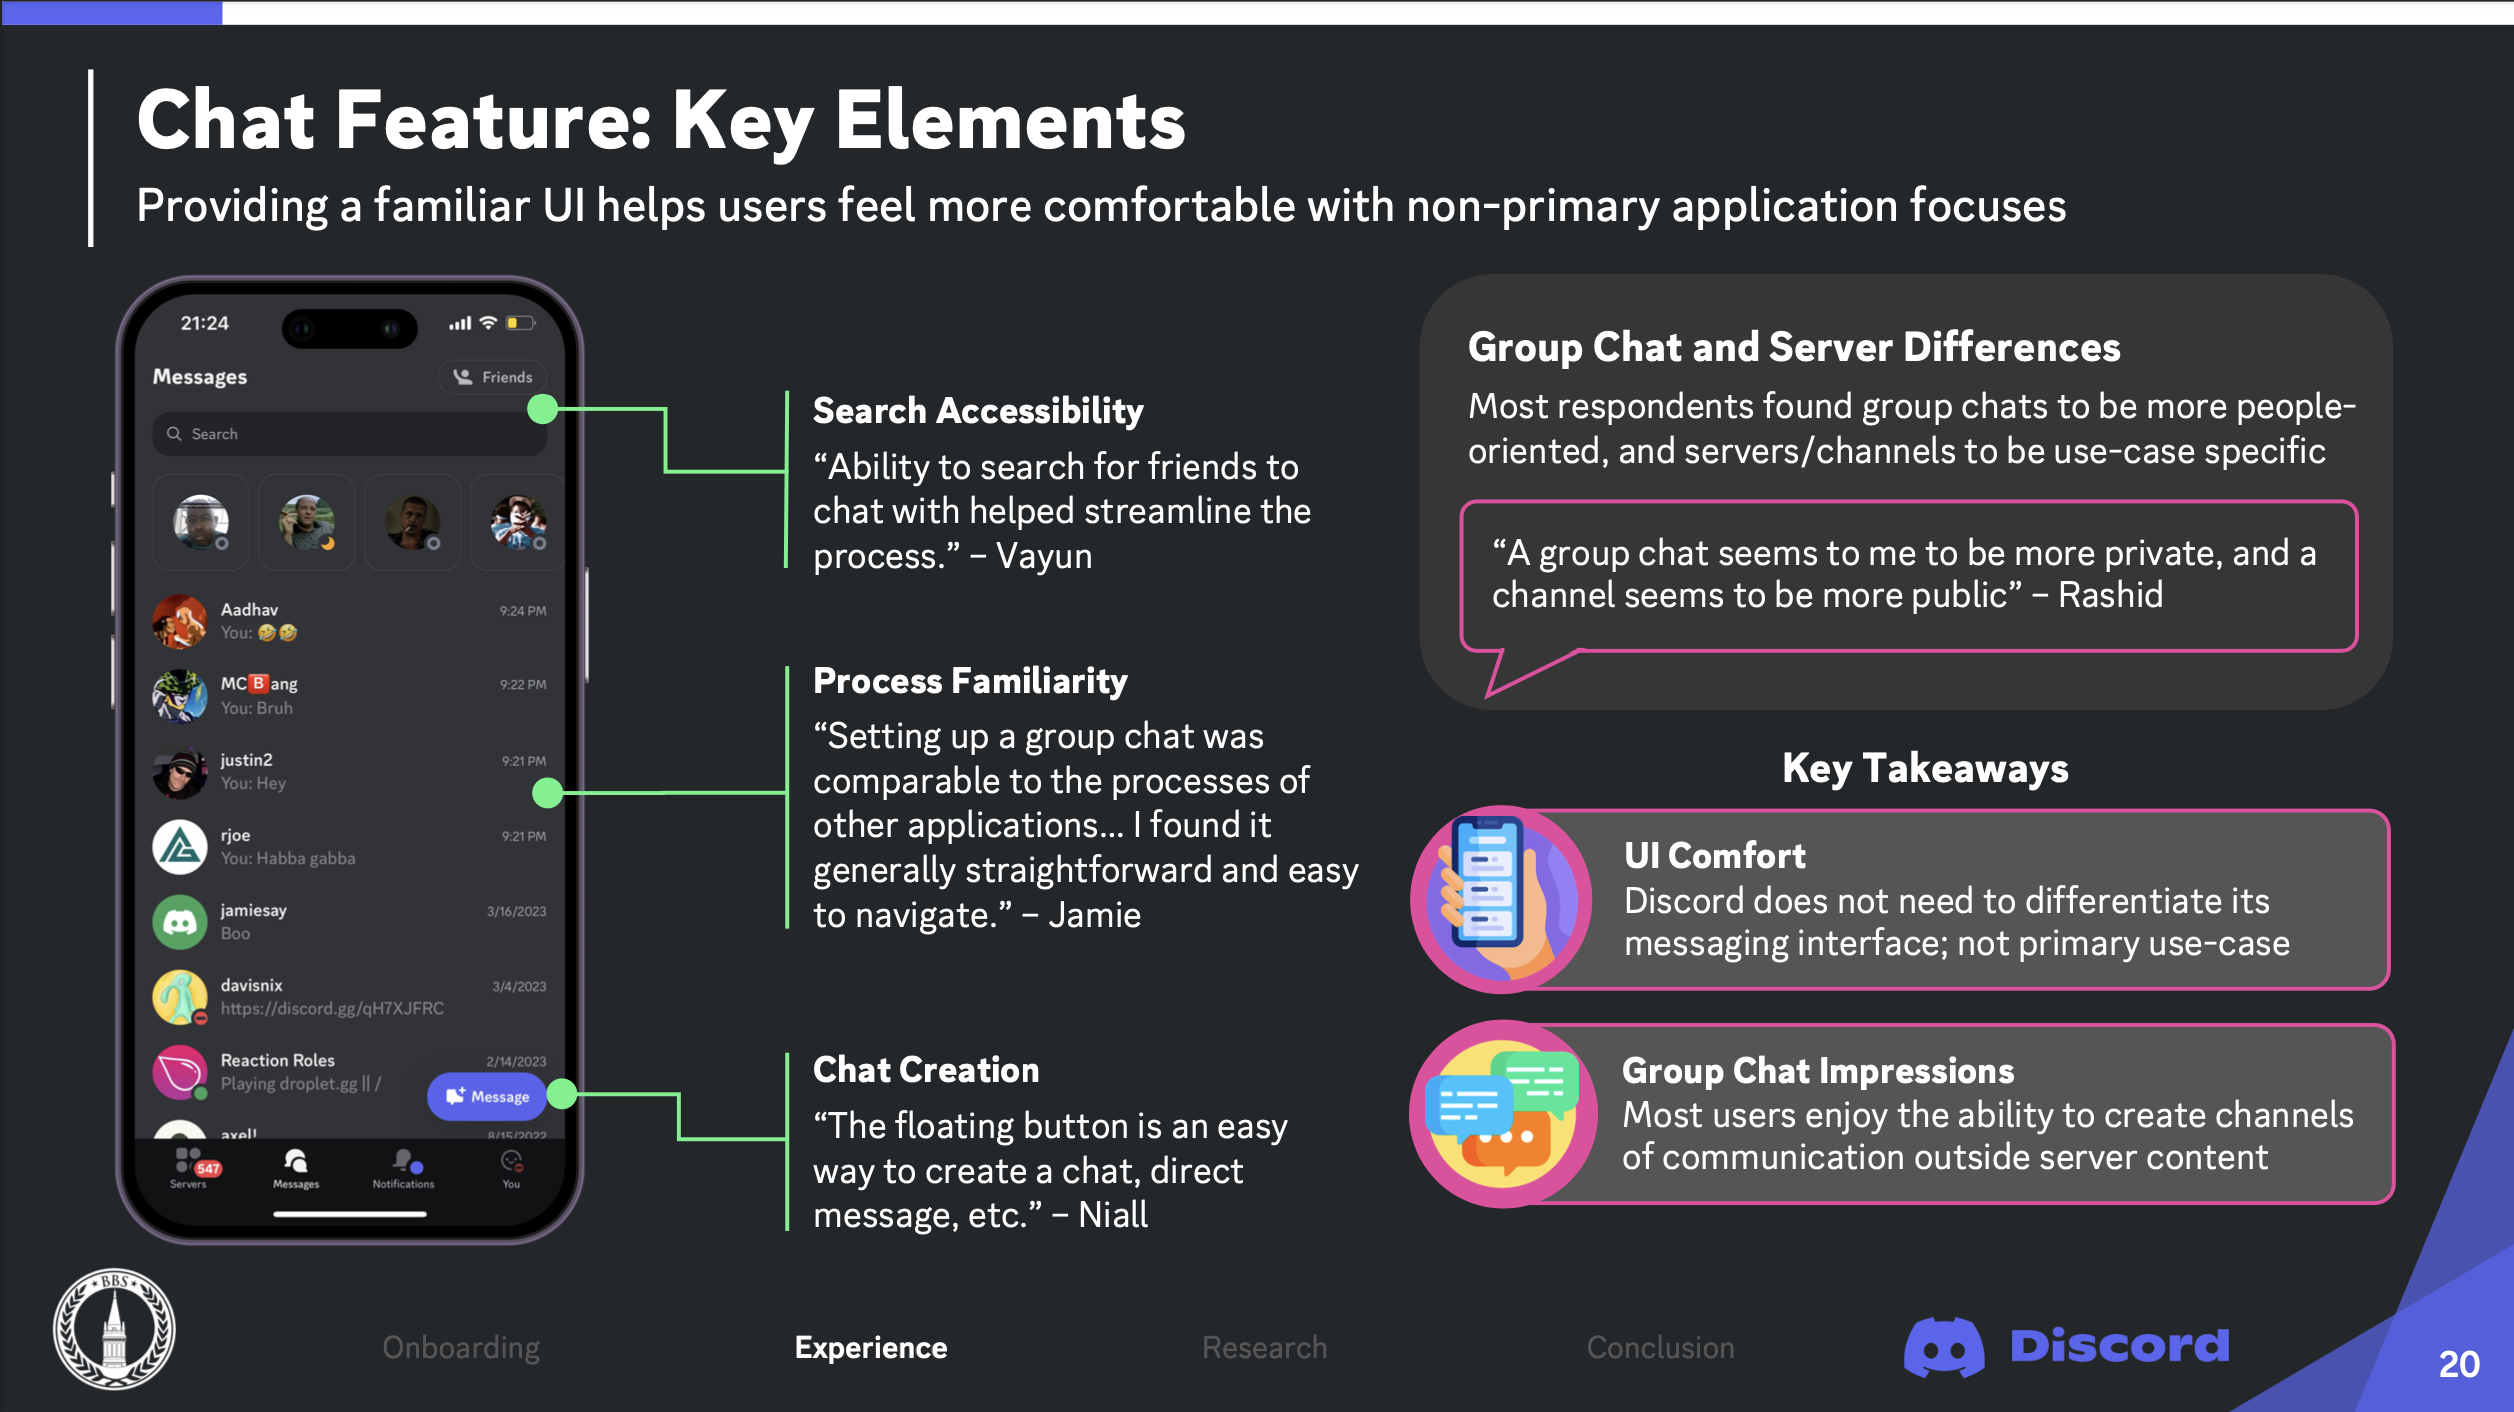 Chat Feature: Key Elements
Providing a familiar UI helps users feel more comfortable with non-primary application focuses
21:24
Messages
Friends
Search
Aadhav
9:24 PM
You: 🤣🤣
MC🅱️ang
9:22 PM
You: Bruh
justin2
9:21 PM
You: Hey
rjoe
9:21 PM
You: Habba gabba
jamiesay
3/16/2023
Boo
davisnix
3/4/2023
https://discord.gg/qH7XJFRC
Reaction Roles
2/14/2023
Playing droplet.gg || /
Message
axel!
8/15/2022
547
Servers
Messages
Notifications
You
Search Accessibility
“Ability to search for friends to
chat with helped streamline the
process.” – Vayun
Process Familiarity
“Setting up a group chat was
comparable to the processes of
other applications... I found it
generally straightforward and easy
to navigate.” – Jamie
Chat Creation
“The floating button is an easy
way to create a chat, direct
message, etc.” – Niall
Group Chat and Server Differences
Most respondents found group chats to be more people-
oriented, and servers/channels to be use-case specific
“A group chat seems to me to be more private, and a
channel seems to be more public” – Rashid
Key Takeaways
UI Comfort
Discord does not need to differentiate its
messaging interface; not primary use-case
Group Chat Impressions
Most users enjoy the ability to create channels
of communication outside server content
BBS
Onboarding
Experience
Research
Conclusion
Discord
20